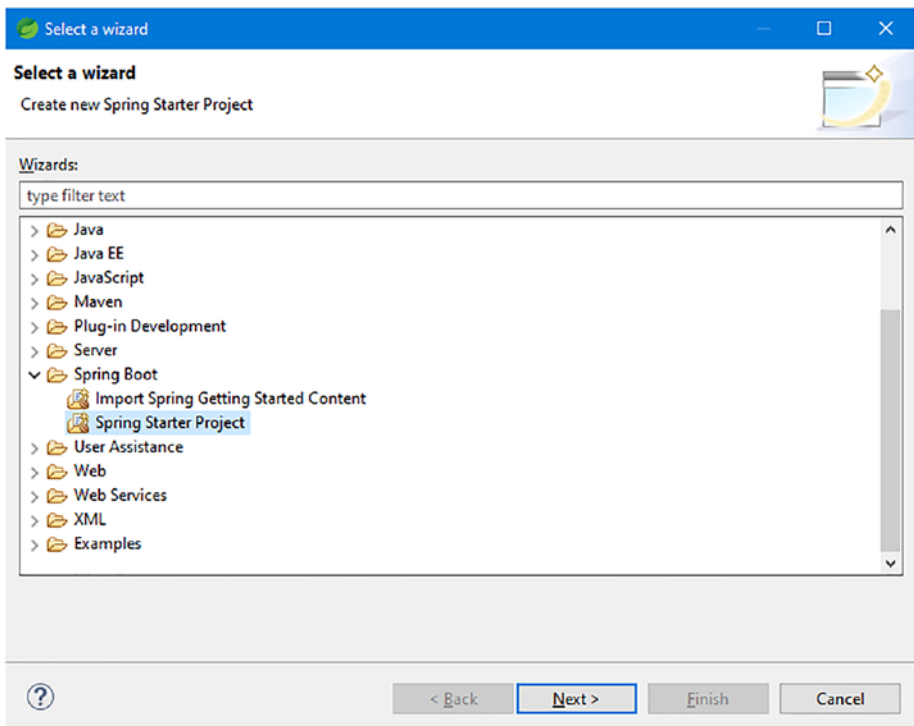 Select a wizard
Select a wizard
Create new Spring Starter Project
Wizards:
type filter text
Java
Java EE
JavaScript
Maven
Plug-in Development
Server
Spring Boot
Import Spring Getting Started Content
Spring Starter Project
User Assistance
Web
Web Services
XML
Examples
?
< Back Next > Finish Cancel